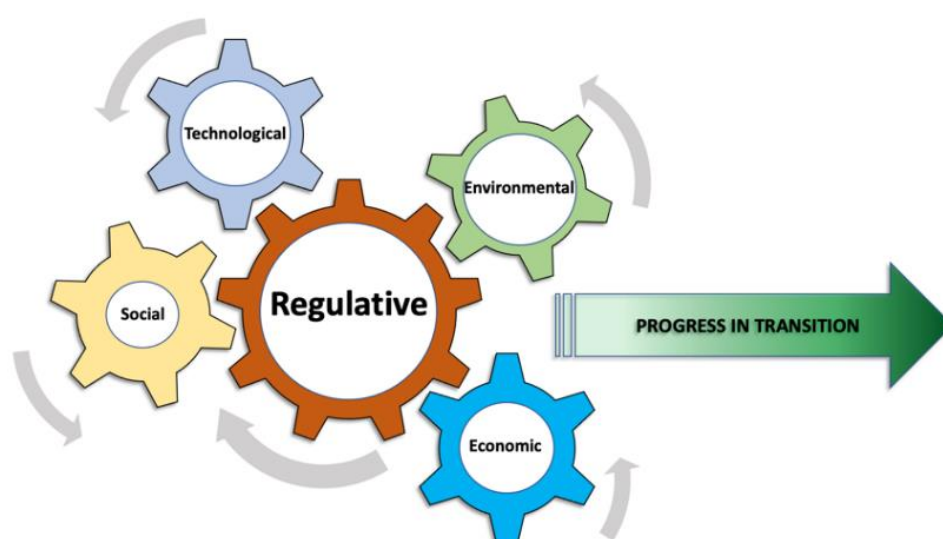 Technological
Environmental
Regulative
Social
PROGRESS IN TRANSITION
Economic